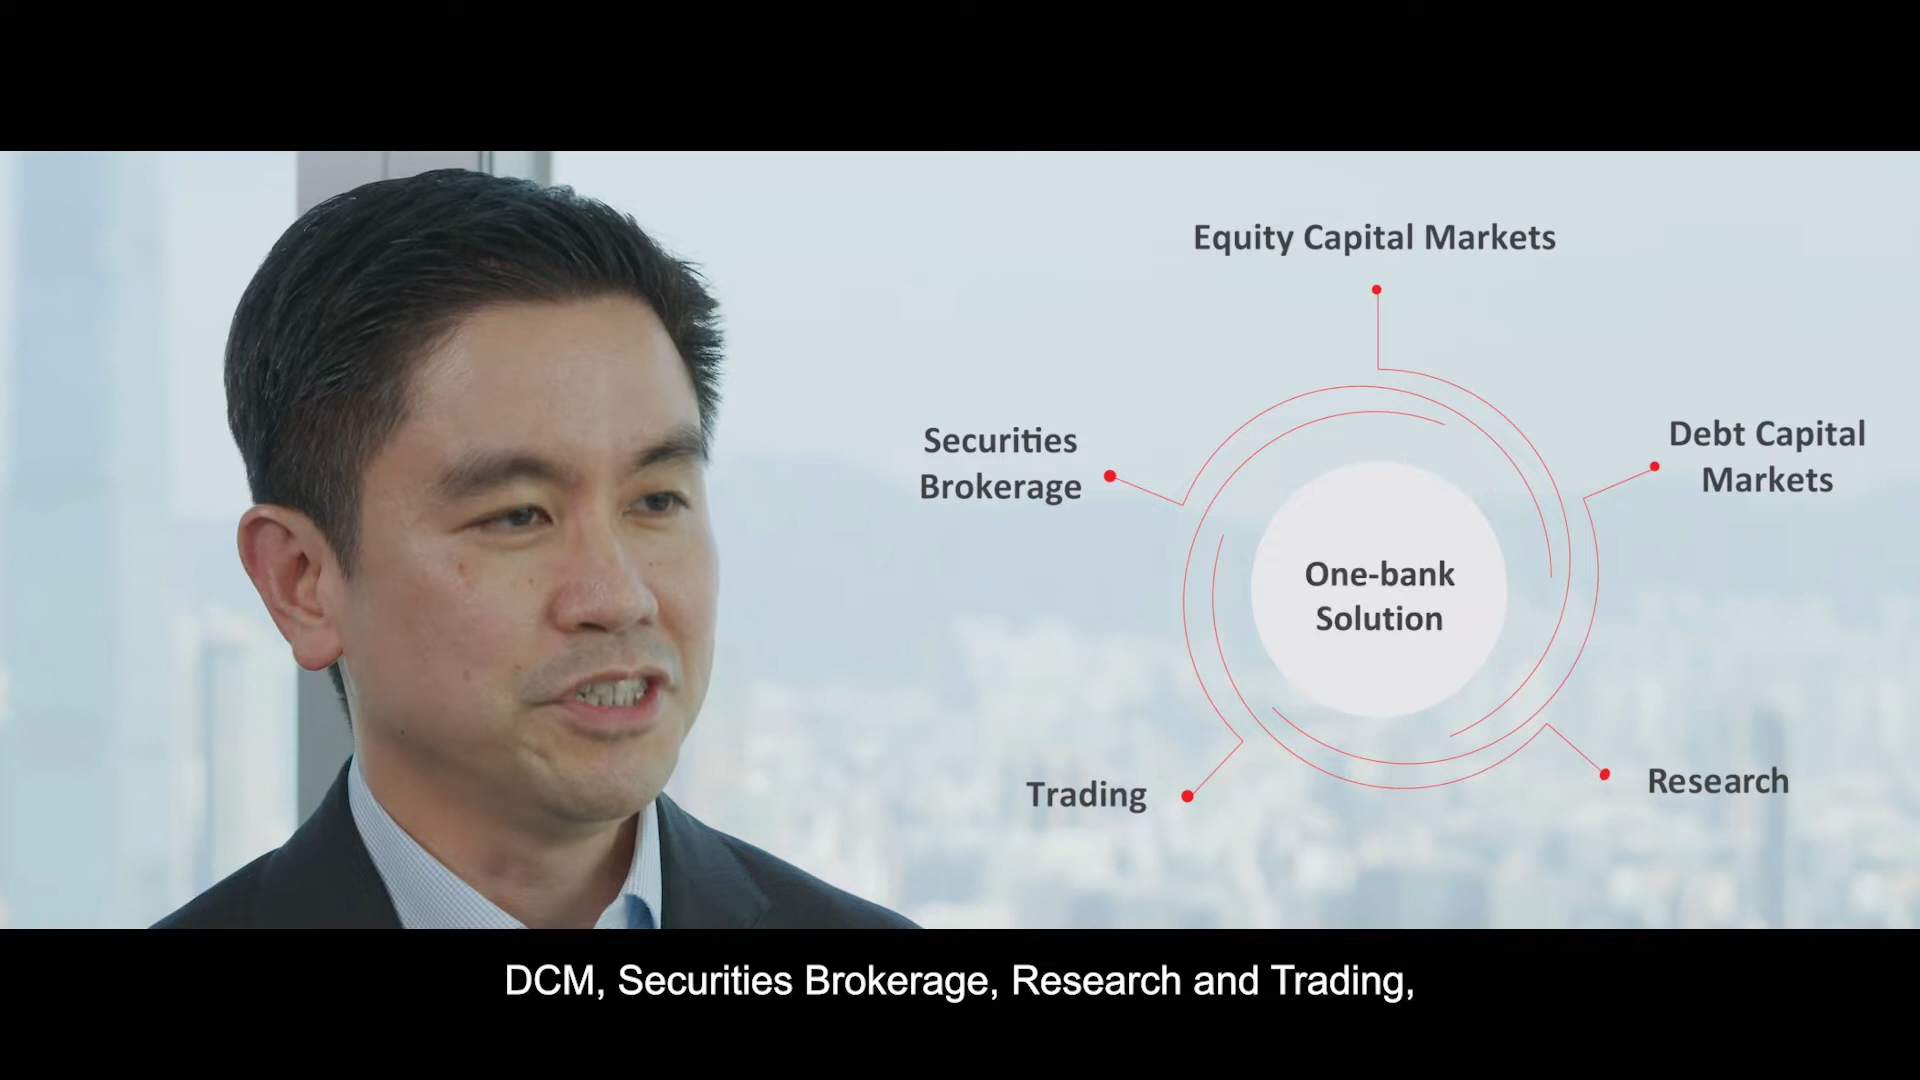 Equity Capital Markets
Securities
Brokerage
Debt Capital
Markets
One-bank
Solution
Trading
Research
DCM, Securities Brokerage, Research and Trading,